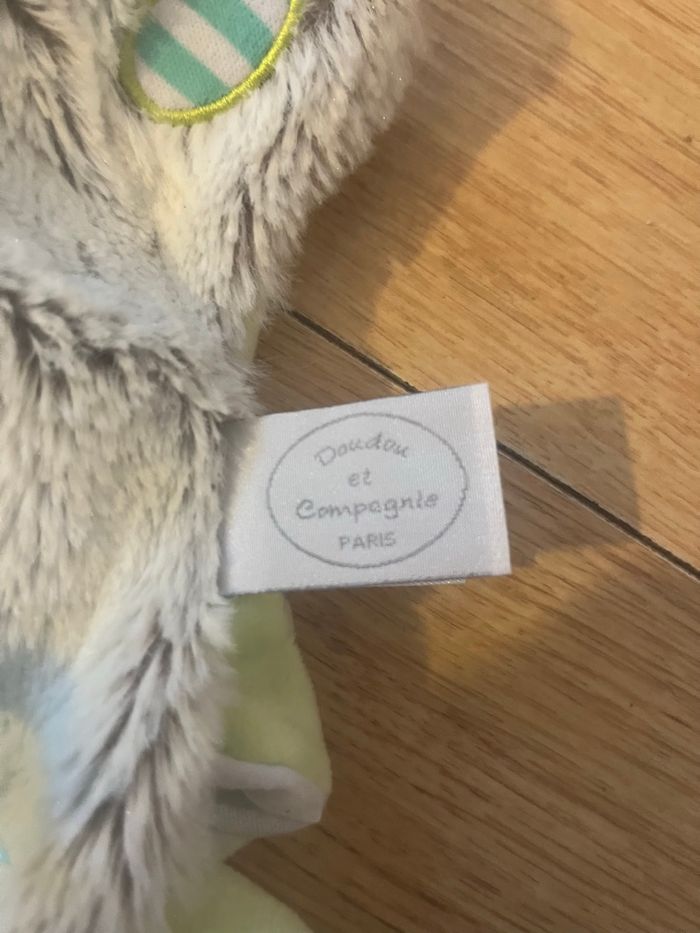 Doudou
et
Compagnie
PARIS